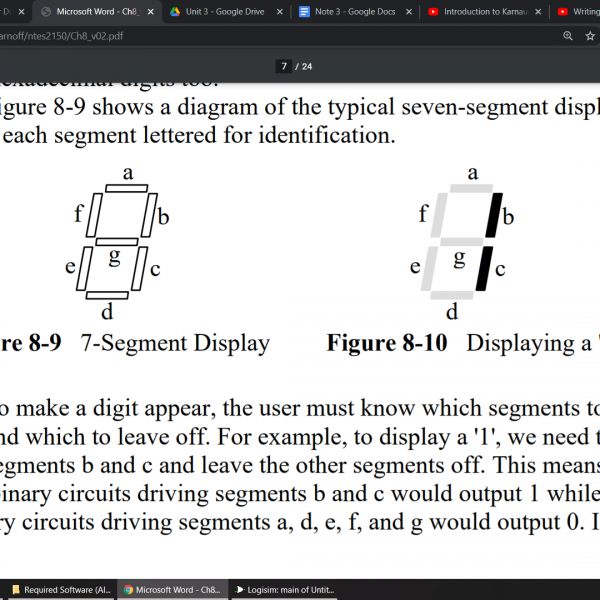 Microsoft Word - Ch8_
Unit 3 - Google Drive
Note 3 - Google Docs
Introduction to Karnau
Writing
arnoff/ntes2150/Ch8_v02.pdf
7 / 24
hexadecimal digits too.
igure 8-9 shows a diagram of the typical seven-segment displ
each segment lettered for identification.
a
f
b
g
e
c
d
a
f
b
g
e
c
d
re 8-9 7-Segment Display
Figure 8-10 Displaying a '
o make a digit appear, the user must know which segments to
nd which to leave off. For example, to display a '1', we need t
egments b and c and leave the other segments off. This means
inary circuits driving segments b and c would output 1 while
ry circuits driving segments a, d, e, f, and g would output 0. I
Required Software (Al...
Microsoft Word - Ch8...
Logisim: main of Untit...